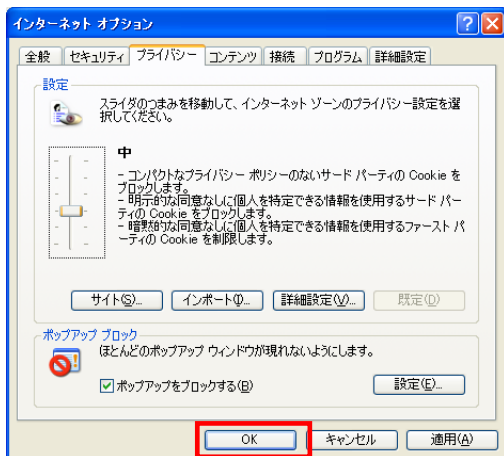 インターネット オプション
全般 セキュリティ プライバシー コンテンツ 接続 プログラム 詳細設定
設定
スライダのつまみを移動して、インターネット ゾーンのプライバシー設定を選
択してください。
中
- コンパクトなプライバシー ポリシーのないサード パーティの Cookie を
ブロックします。
- 明示的な同意なしに個人を特定できる情報を使用するサード パー
ティの Cookie をブロックします。
- 暗黙的な同意なしに個人を特定できる情報を使用するファースト パ
ーティの Cookie を制限します。
サイト(S)... インポート(I)... 詳細設定(V)... 既定(D)
ポップアップ ブロック
ほとんどのポップアップ ウィンドウが現れないようにします。
ポップアップをブロックする(B) 設定(E)...
OK キャンセル 適用(A)